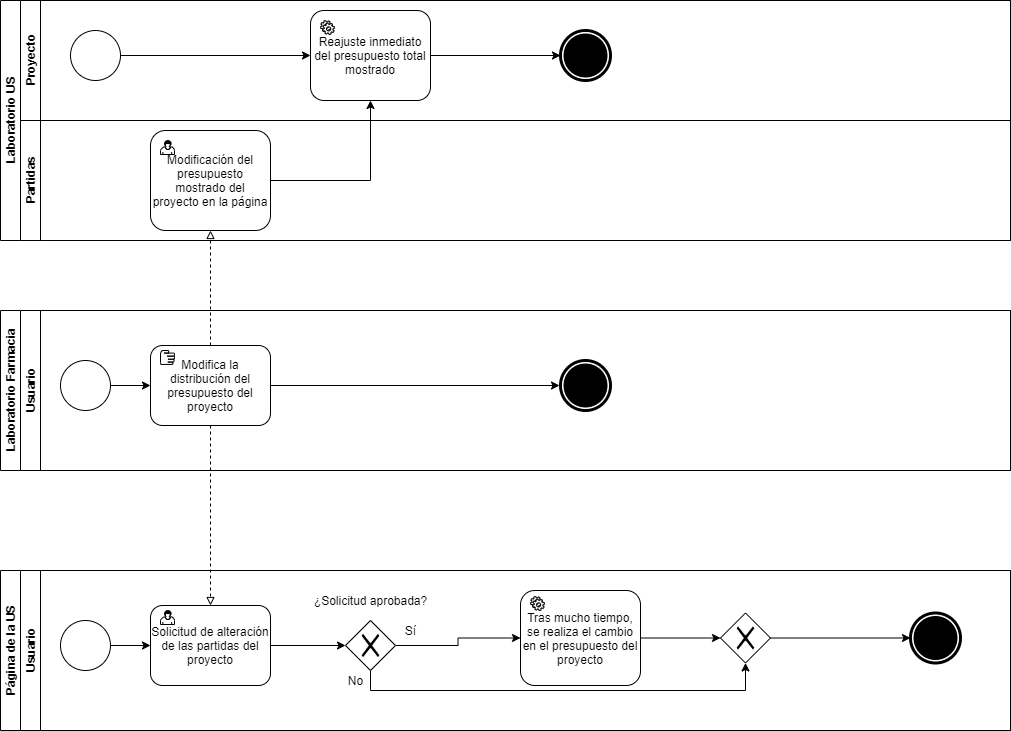 Laboratorio US
Proyecto
Reajuste inmediato
del presupuesto total
mostrado
Partidas
Modificación del
presupuesto
mostrado del
proyecto en la página
Laboratorio Farmacia
Usuario
Modifica la
distribución del
presupuesto del
proyecto
Página de la US
Usuario
Solicitud de alteración
de las partidas del
proyecto
¿Solicitud aprobada?
Sí
No
Tras mucho tiempo,
se realiza el cambio
en el presupuesto del
proyecto